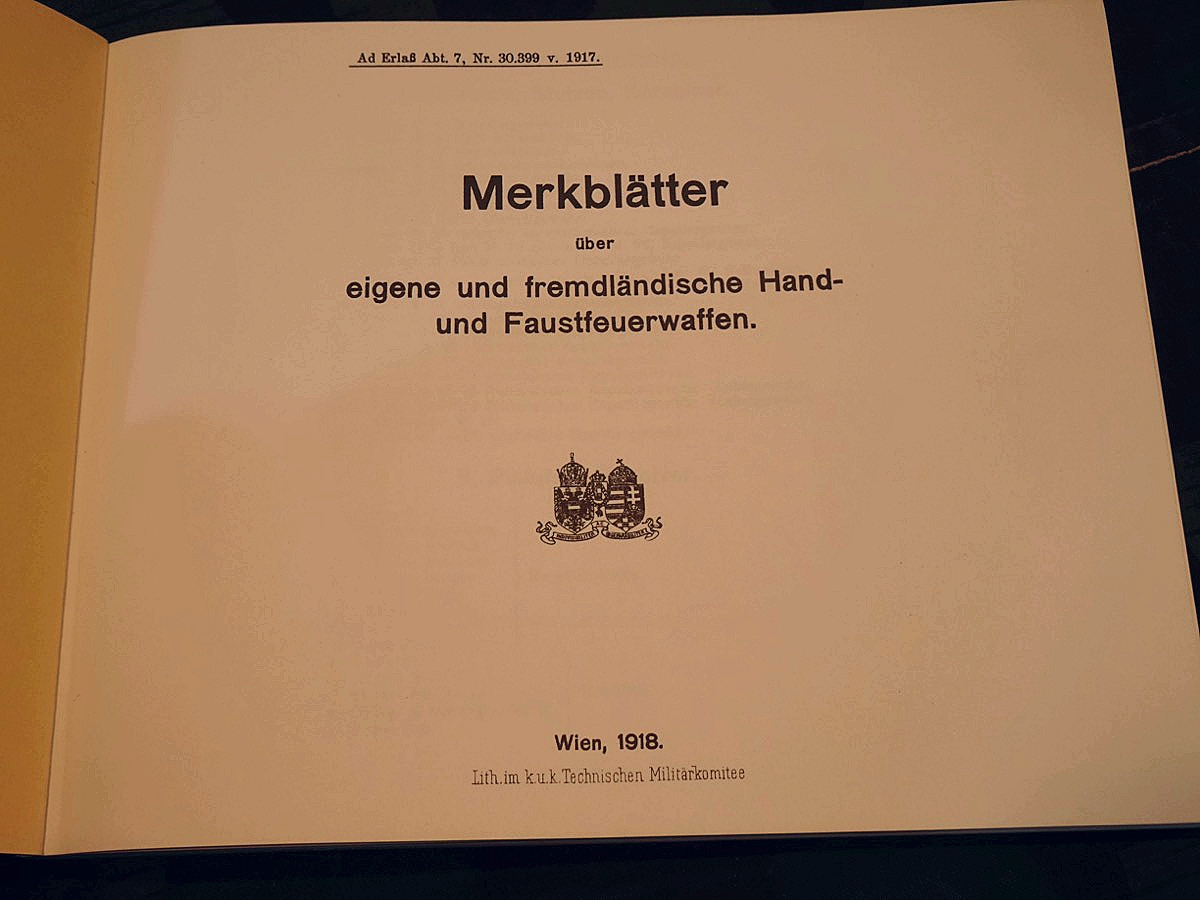 Ad Erlaß Abt. 7, Nr. 30.399 v. 1917.
Merkblätter
über
eigene und fremdländische Hand-
und Faustfeuerwaffen.
Wien, 1918.
Lith. im k.u.k. Technischen Militärkomitee